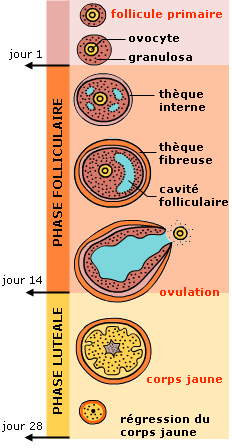 follicule primaire
ovocyte
jour 1
granulosa
thèque
interne
PHASE FOLLICULAIRE
thèque
fibreuse
cavité
folliculaire
jour 14
ovulation
PHASE LUTEALE
corps jaune
régression du
corps jaune
jour 28